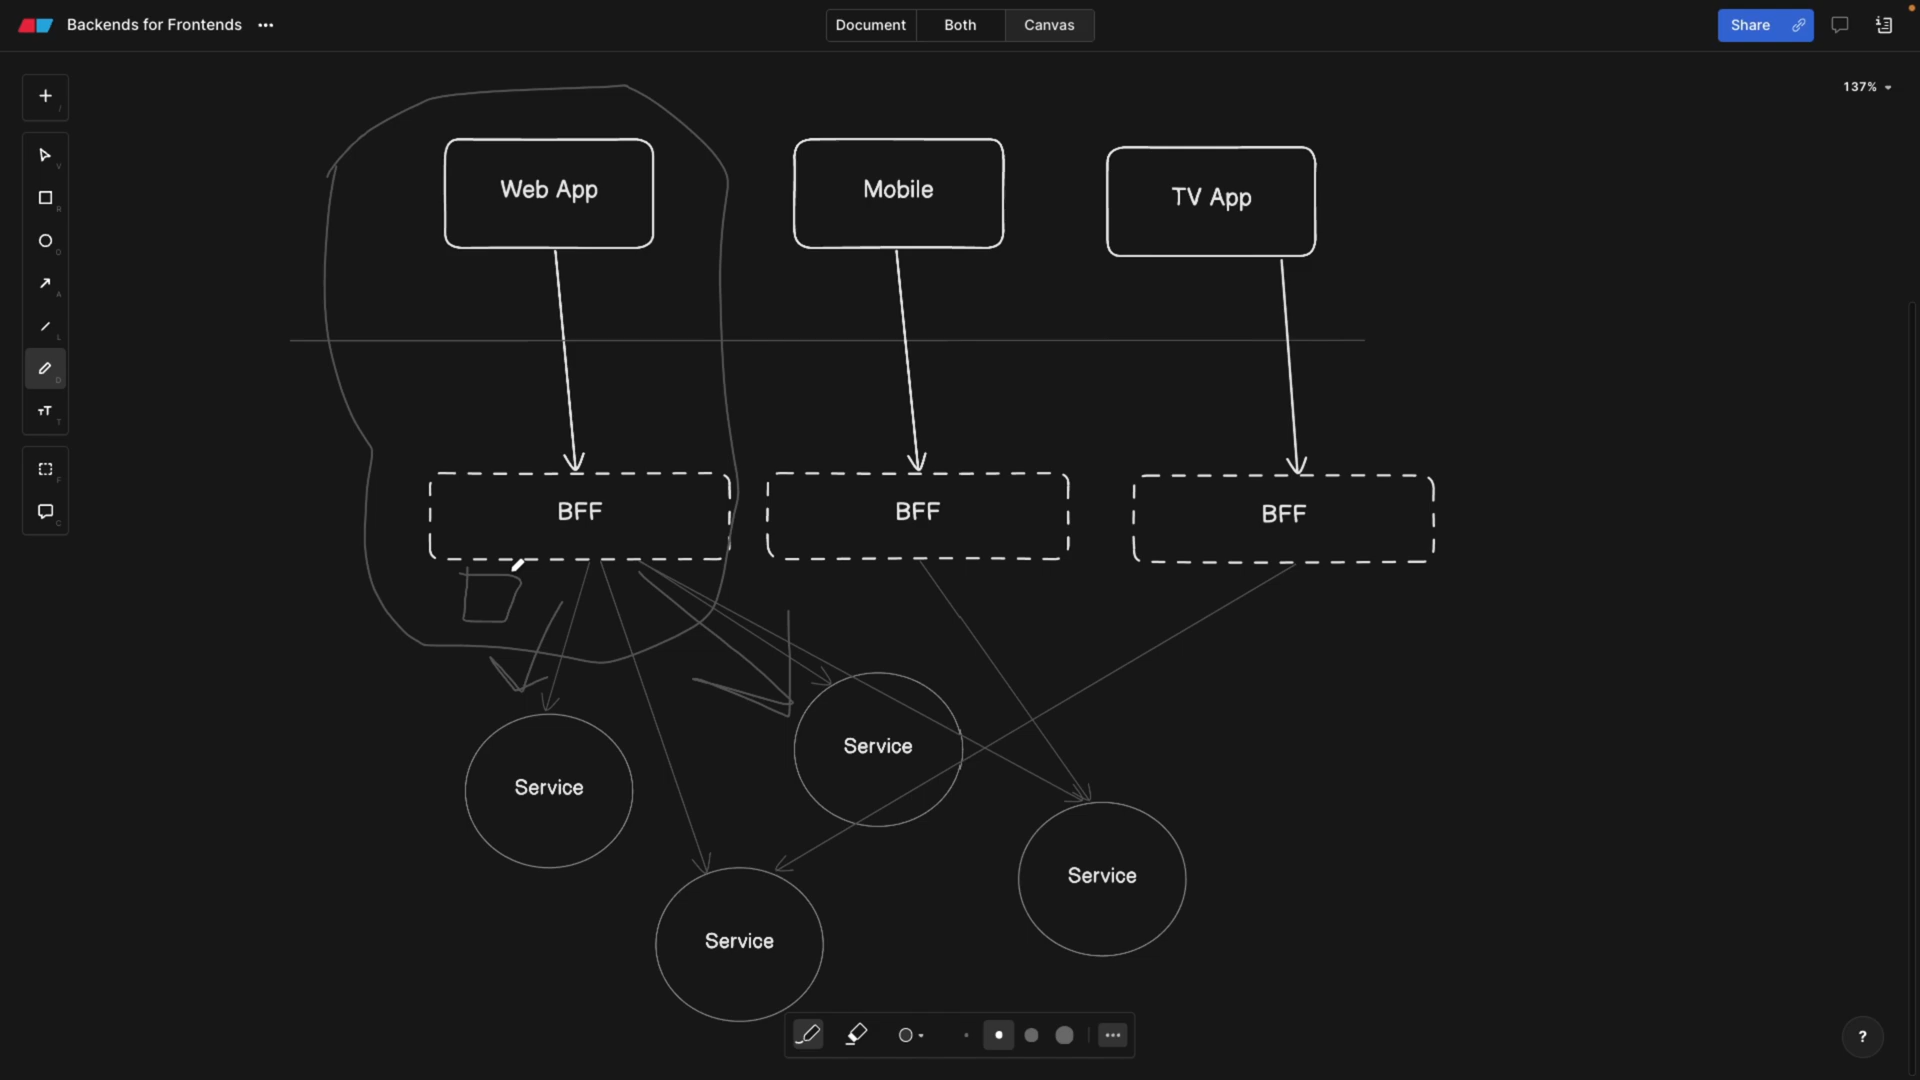 Backends for Frontends
Document
Both
Canvas
Share
137%
/
V
R
O
A
L
D
TT
T
F
C
Web App
Mobile
TV App
BFF
BFF
BFF
Service
Service
Service
Service
?